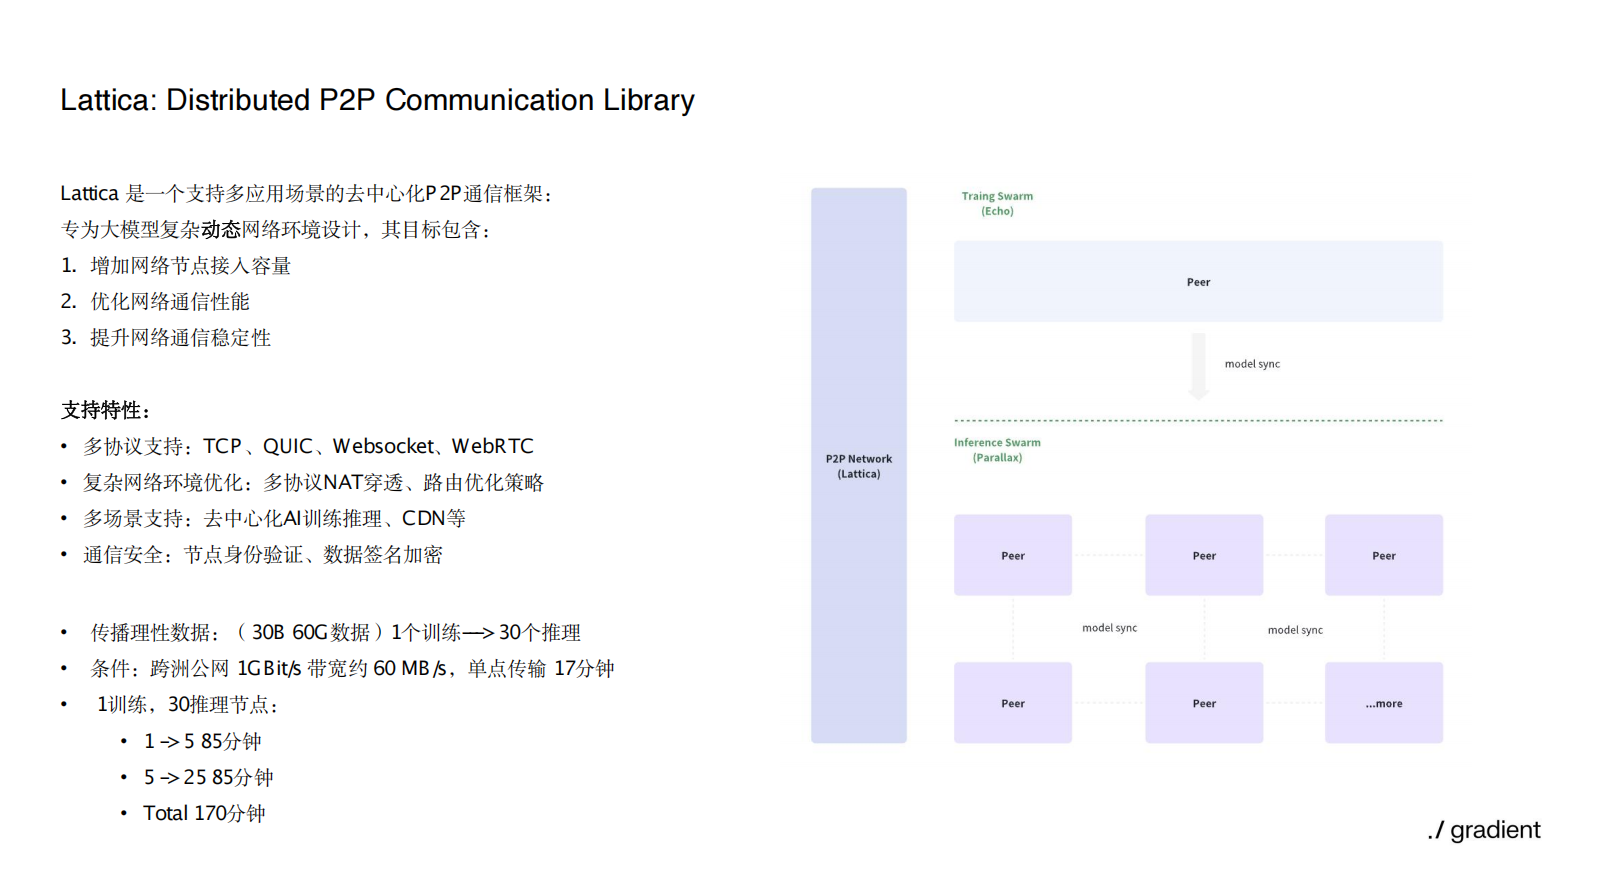 Lattica: Distributed P2P Communication Library
Lattica 是一个支持多应用场景的去中心化P2P通信框架：
专为大模型复杂动态网络环境设计，其目标包含：
1. 增加网络节点接入容量
2. 优化网络通信性能
3. 提升网络通信稳定性
支持特性：
• 多协议支持：TCP、QUIC、Websocket、WebRTC
• 复杂网络环境优化：多协议NAT穿透、路由优化策略
• 多场景支持：去中心化AI训练推理、CDN等
• 通信安全：节点身份验证、数据签名加密
• 传播理性数据：（ 30B 60G数据）1个训练—> 30个推理
• 条件：跨洲公网 1GBit/s 带宽约 60 MB/s，单点传输 17分钟
• 1训练，30推理节点：
• 1 -> 5 85分钟
• 5 -> 25 85分钟
• Total 170分钟
P2P Network
(Lattica)
Traing Swarm
(Echo)
Peer
model sync
Inference Swarm
(Parallax)
Peer Peer Peer
model sync model sync
Peer Peer ...more
./ gradient